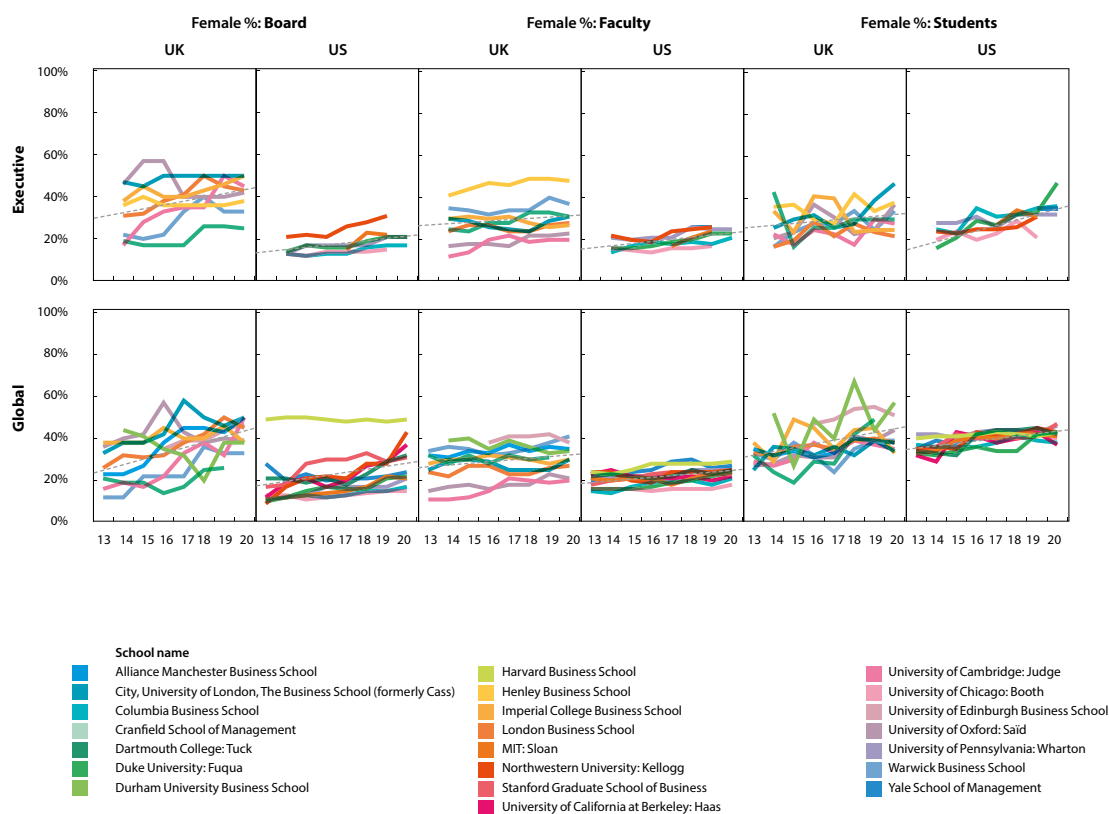 Female %: Board Female %: Faculty Female %: Students
UK US UK US UK US
Executive
100%
80%
60%
40%
20%
0%
Global
100%
80%
60%
40%
20%
0%
13 14 15 16 17 18 19 20 13 14 15 16 17 18 19 20 13 14 15 16 17 18 19 20 13 14 15 16 17 18 19 20 13 14 15 16 17 18 19 20 13 14 15 16 17 18 19 20
School name
Alliance Manchester Business School
City, University of London, The Business School (formerly Cass)
Columbia Business School
Cranfield School of Management
Dartmouth College: Tuck
Duke University: Fuqua
Durham University Business School
Harvard Business School
Henley Business School
Imperial College Business School
London Business School
MIT: Sloan
Northwestern University: Kellogg
Stanford Graduate School of Business
University of California at Berkeley: Haas
University of Cambridge: Judge
University of Chicago: Booth
University of Edinburgh Business School
University of Oxford: Saïd
University of Pennsylvania: Wharton
Warwick Business School
Yale School of Management